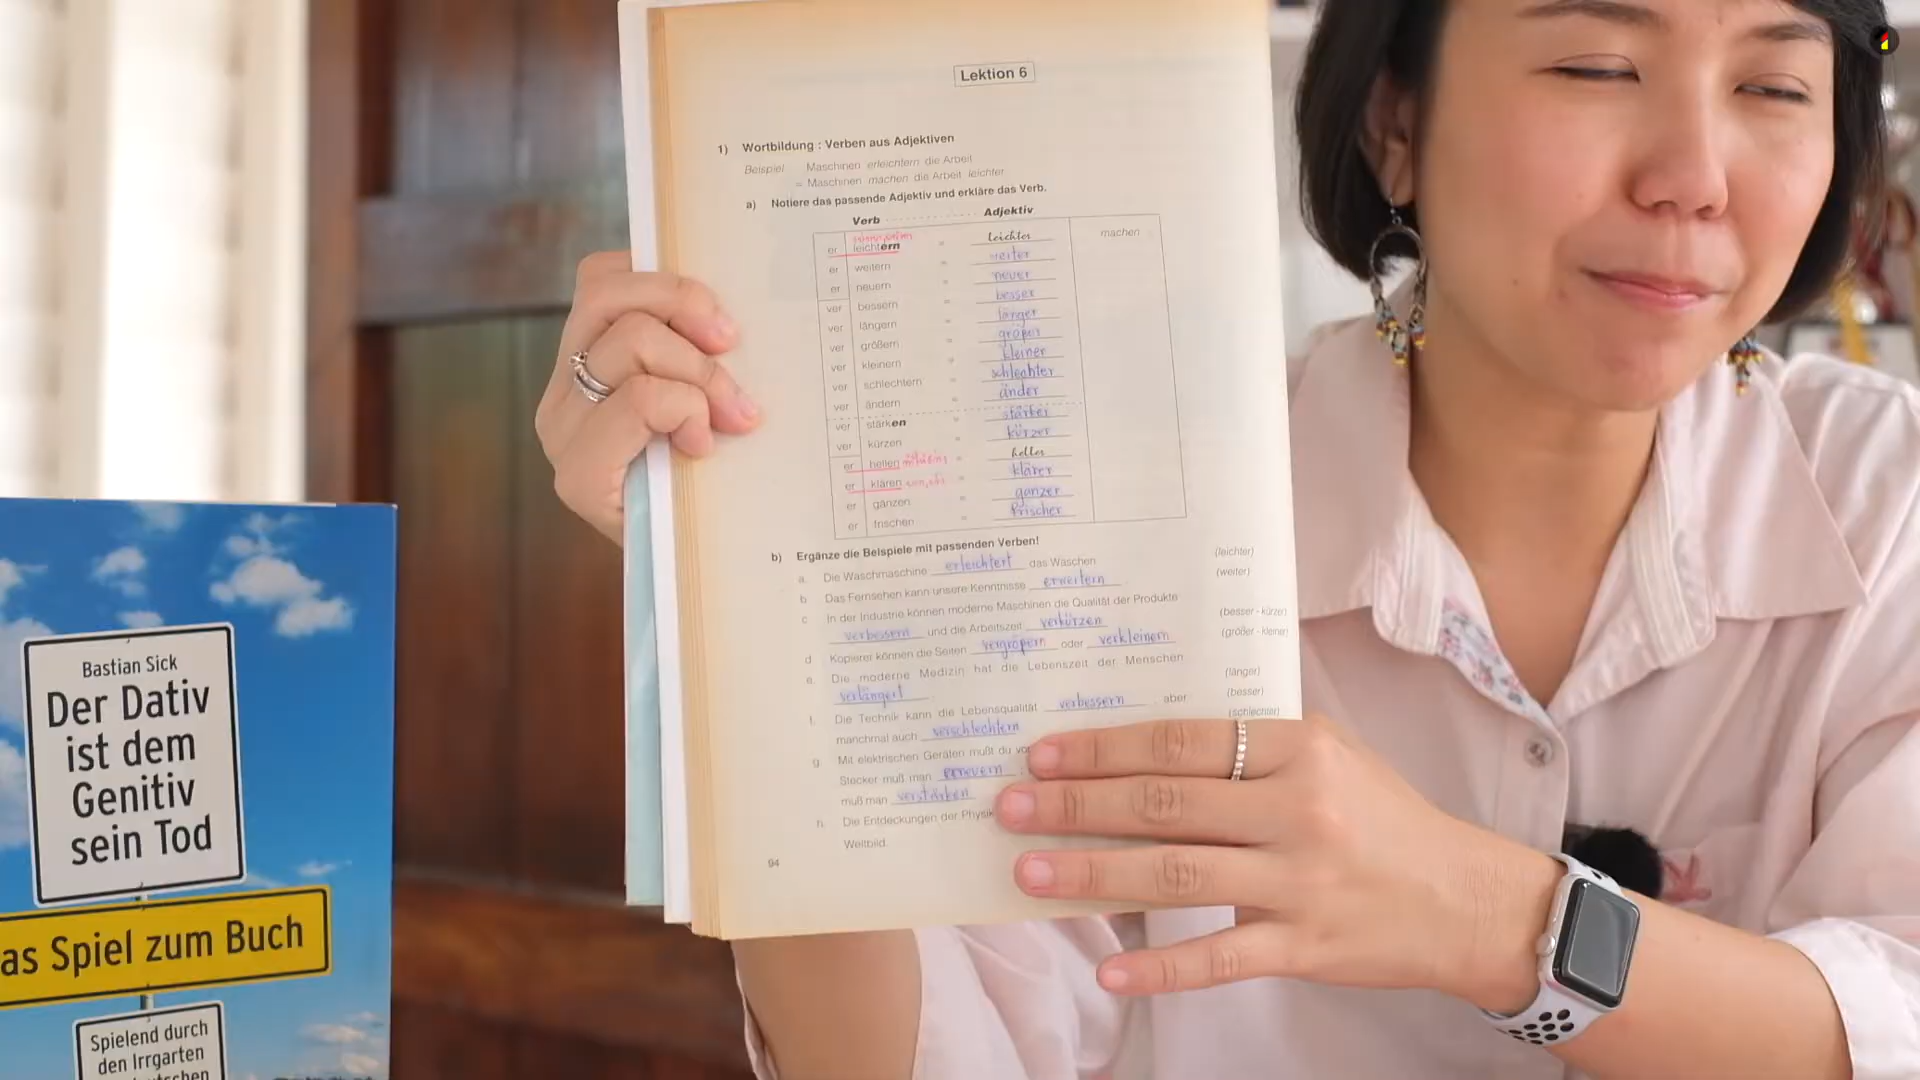 Lektion 6
1) Wortbildung : Verben aus Adjektiven
Beispiel Maschinen erleichtern die Arbeit
= Maschinen machen die Arbeit leichter
a) Notiere das passende Adjektiv und erkläre das Verb.
Verb Adjektiv
er leichtern = leichter machen
er weitern = weiter
er neuern = neuer
ver bessern = besser
ver längern = länger
ver größern = größer
ver kleinern = kleiner
ver schlechtern = schlechter
ver ändern = änder
ver stärken = stärker
ver kürzen kürzer
er hellen = heller
er klären = klärer
er gänzen = ganzer
er frischen = frischer
b) Ergänze die Beispiele mit passenden Verben!
a. Die Waschmaschine erleichtert das Waschen (leichter)
b Das Fernsehen kann unsere Kenntnisse erweitern . (weiter)
c In der Industrie können moderne Maschinen die Qualität der Produkte
verbessern und die Arbeitszeit verkürzen (besser - kürzer)
d Kopierer können die Seiten vergröpern oder verkleinern (größer - kleiner)
e. Die moderne Medizin hat die Lebenszeit der Menschen
verlängert (länger)
f. Die Technik kann die Lebensqualität verbessern , aber (besser)
manchmal auch verschlechtern (schlechter)
g Mit elektrischen Geräten mußt du
Stecker muß man erneuern
muß man verstärken
h. Die Entdeckungen der Physik
Weltbild.
94
Bastian Sick
Der Dativ
ist dem
Genitiv
sein Tod
as Spiel zum Buch
Spielend durch
den Irrgarten